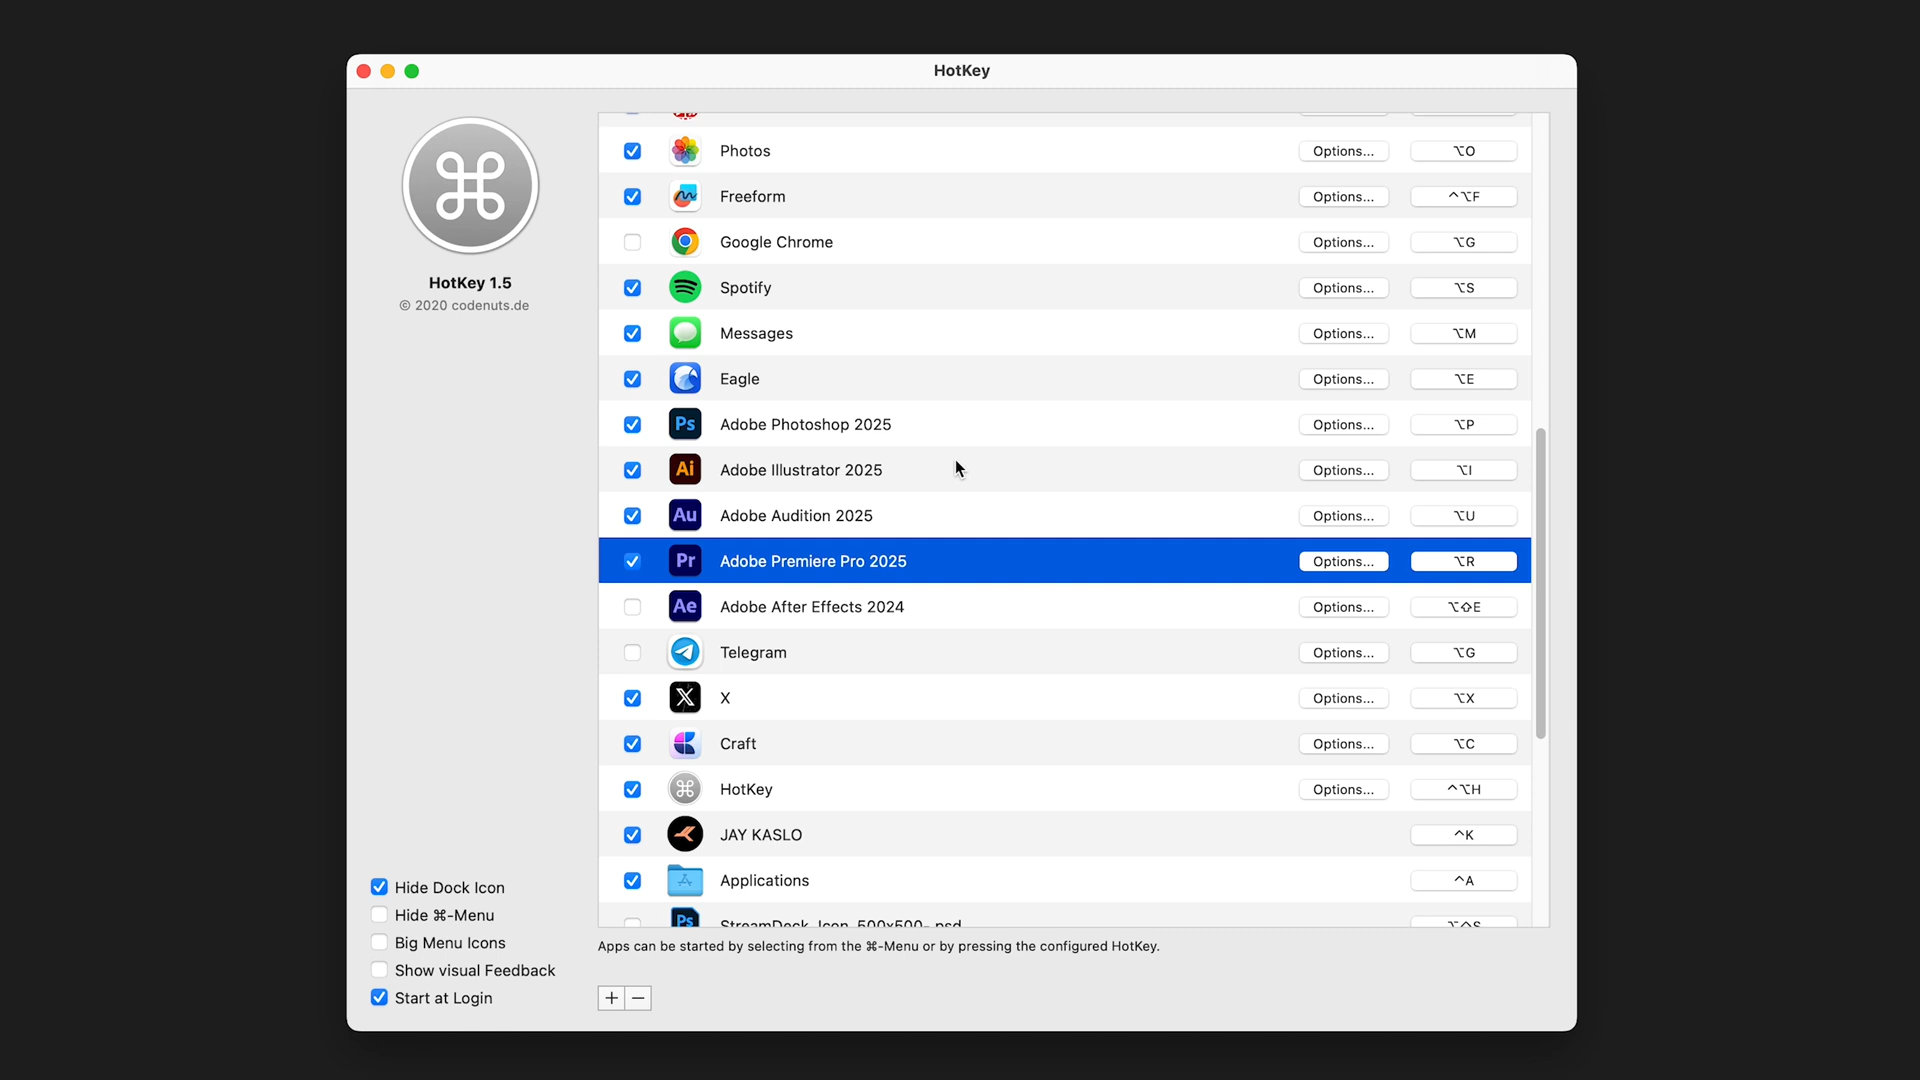 HotKey
HotKey 1.5
© 2020 codenuts.de
Photos Options... ⌥O
Freeform Options... ^⌥F
Google Chrome Options... ⌥G
Spotify Options... ⌥S
Messages Options... ⌥M
Eagle Options... ⌥E
Ps Adobe Photoshop 2025 Options... ⌥P
Ai Adobe Illustrator 2025 Options... ⌥I
Au Adobe Audition 2025 Options... ⌥U
Pr Adobe Premiere Pro 2025 Options... ⌥R
Ae Adobe After Effects 2024 Options... ⌥⇧E
Telegram Options... ⌥G
X Options... ⌥X
Craft Options... ⌥C
HotKey Options... ^⌥H
JAY KASLO ^K
Applications ^A
Ps StreamDeck_Icon_500x500-.psd ⌥⇧S
Apps can be started by selecting from the ⌘-Menu or by pressing the configured HotKey.
Hide Dock Icon
Hide ⌘-Menu
Big Menu Icons
Show visual Feedback
Start at Login
+ −